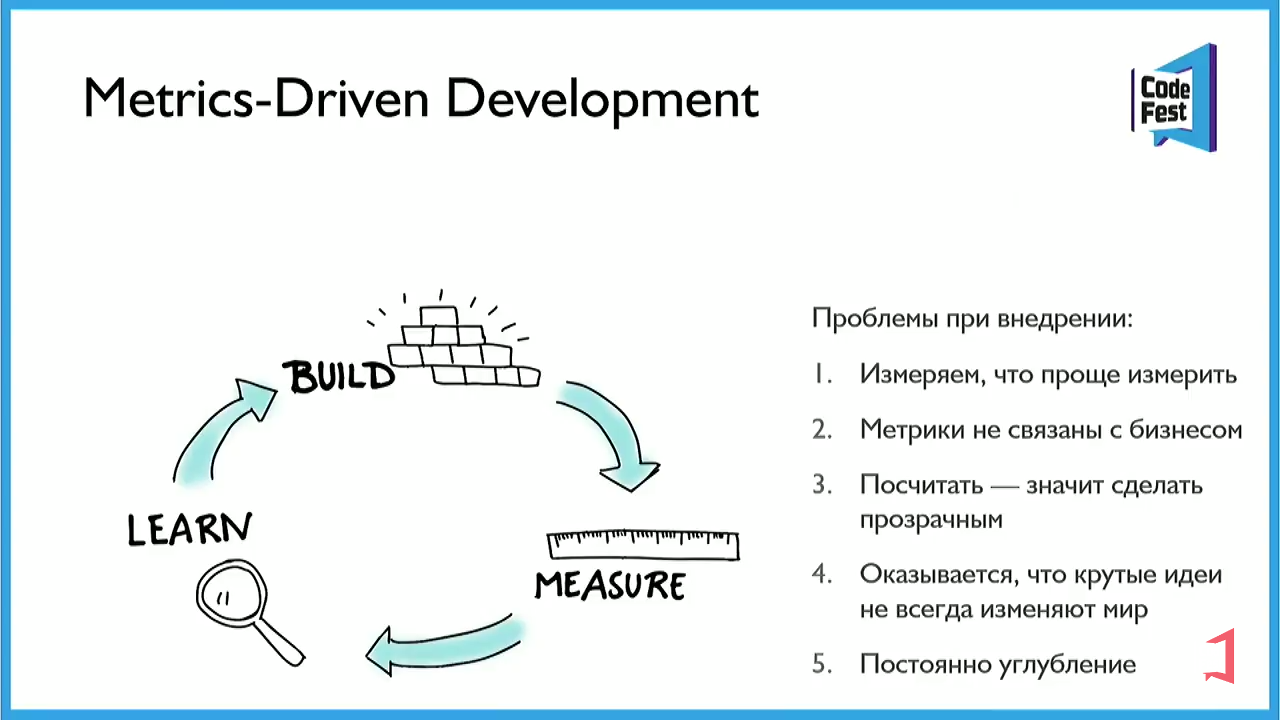 Metrics-Driven Development
Code
Fest
BUILD
MEASURE
LEARN
Проблемы при внедрении:
1. Измеряем, что проще измерить
2. Метрики не связаны с бизнесом
3. Посчитать — значит сделать
прозрачным
4. Оказывается, что крутые идеи
не всегда изменяют мир
5. Постоянно углубление